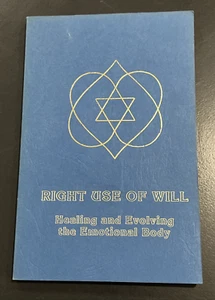 RIGHT USE OF WILL
Healing and Evolving
the Emotional Body